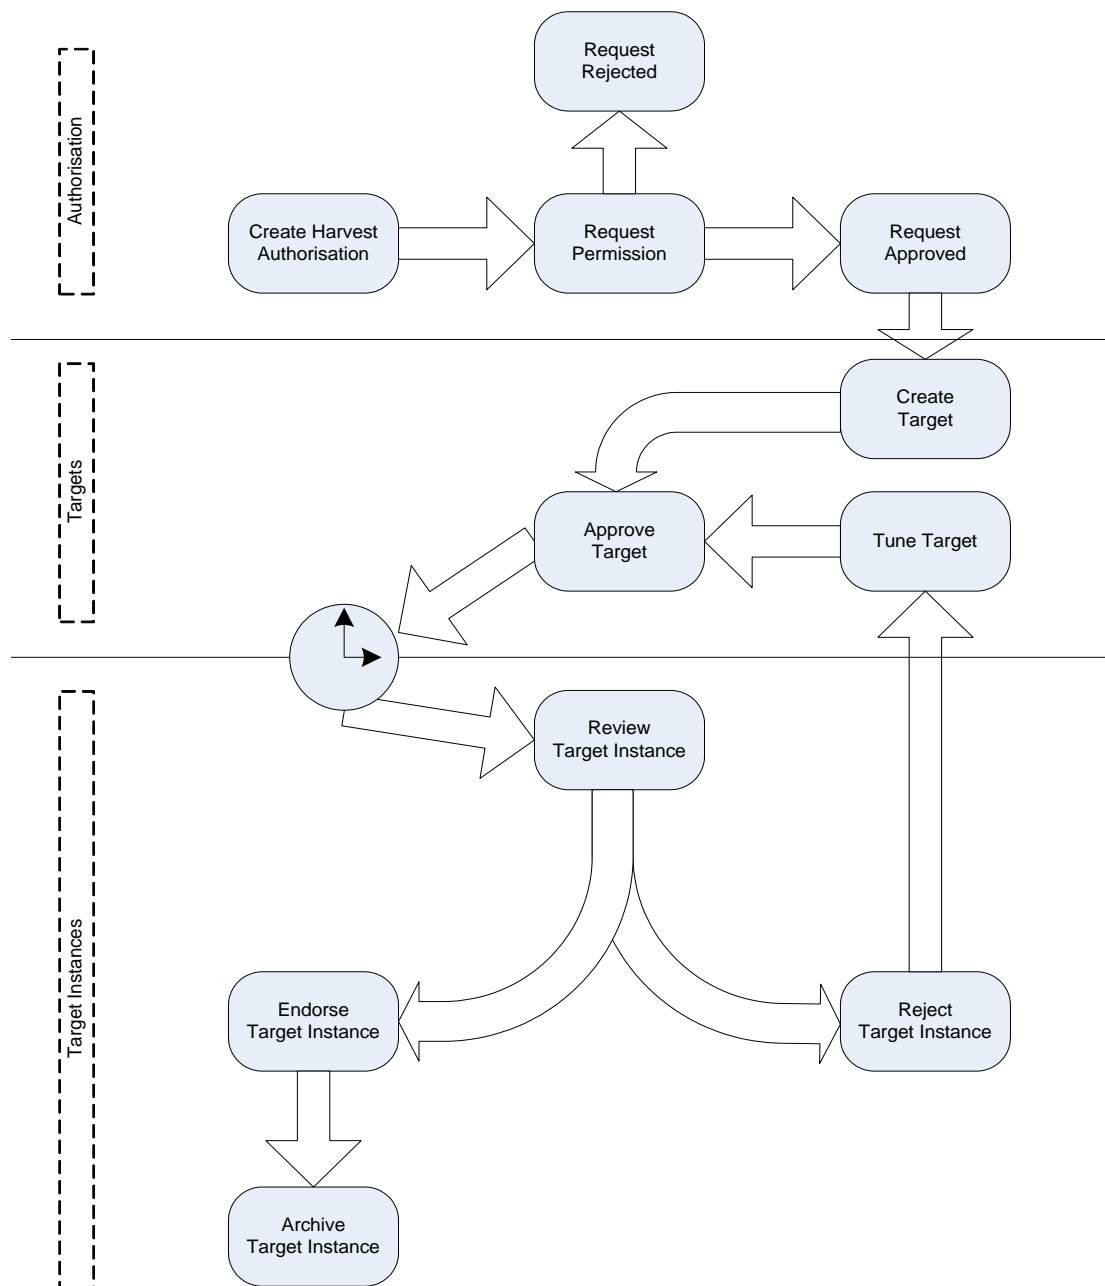 Authorisation
Request
Rejected
Create Harvest
Authorisation
Request
Permission
Request
Approved
Targets
Create
Target
Approve
Target
Tune Target
Target Instances
Review
Target Instance
Endorse
Target Instance
Reject
Target Instance
Archive
Target Instance